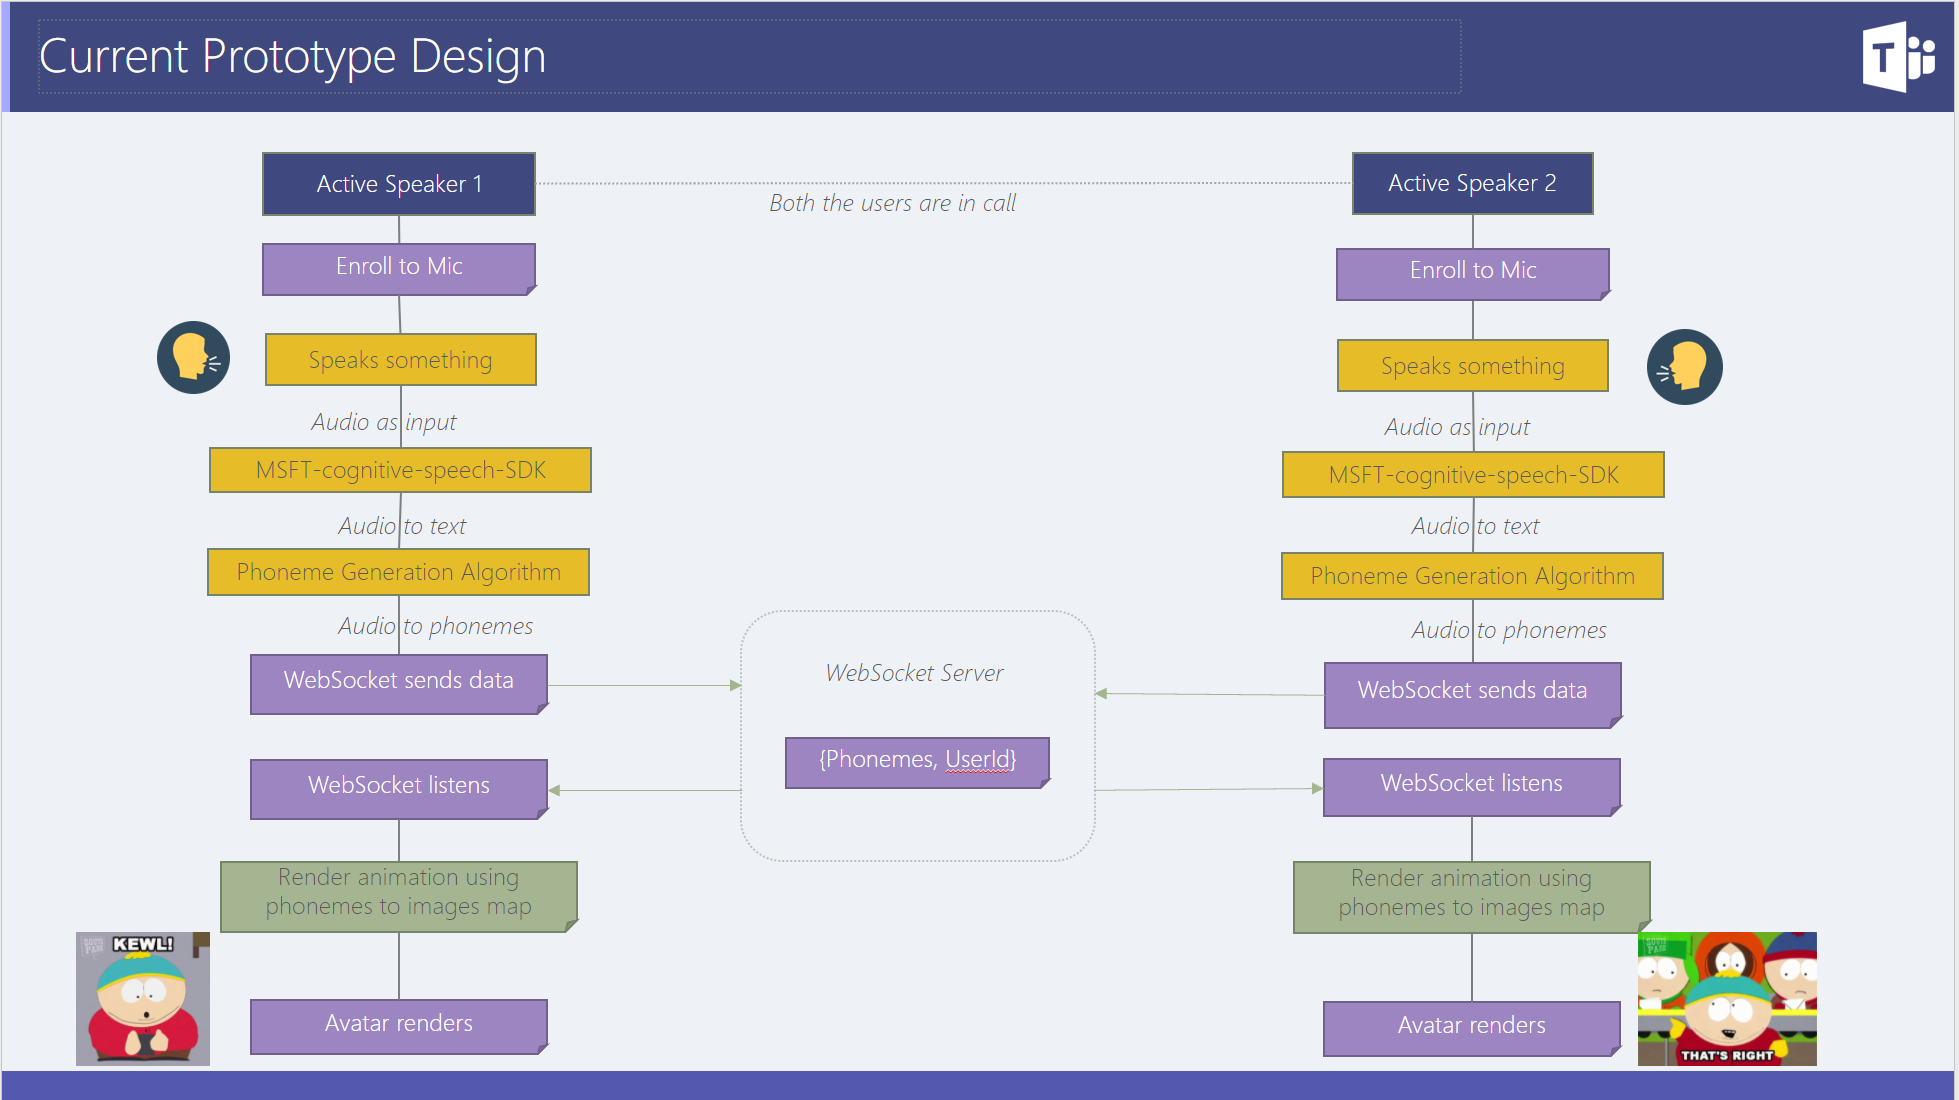 Current Prototype Design
T
Active Speaker 1
Both the users are in call
Active Speaker 2
Enroll to Mic
Enroll to Mic
Speaks something
Speaks something
Audio as input
Audio as input
MSFT-cognitive-speech-SDK
MSFT-cognitive-speech-SDK
Audio to text
Audio to text
Phoneme Generation Algorithm
Phoneme Generation Algorithm
Audio to phonemes
Audio to phonemes
WebSocket sends data
WebSocket Server
WebSocket sends data
{Phonemes, UserId}
WebSocket listens
WebSocket listens
Render animation using
phonemes to images map
Render animation using
phonemes to images map
SOUTH
PARK
KEWL!
SOUTH
PARK
Avatar renders
Avatar renders
THAT'S RIGHT